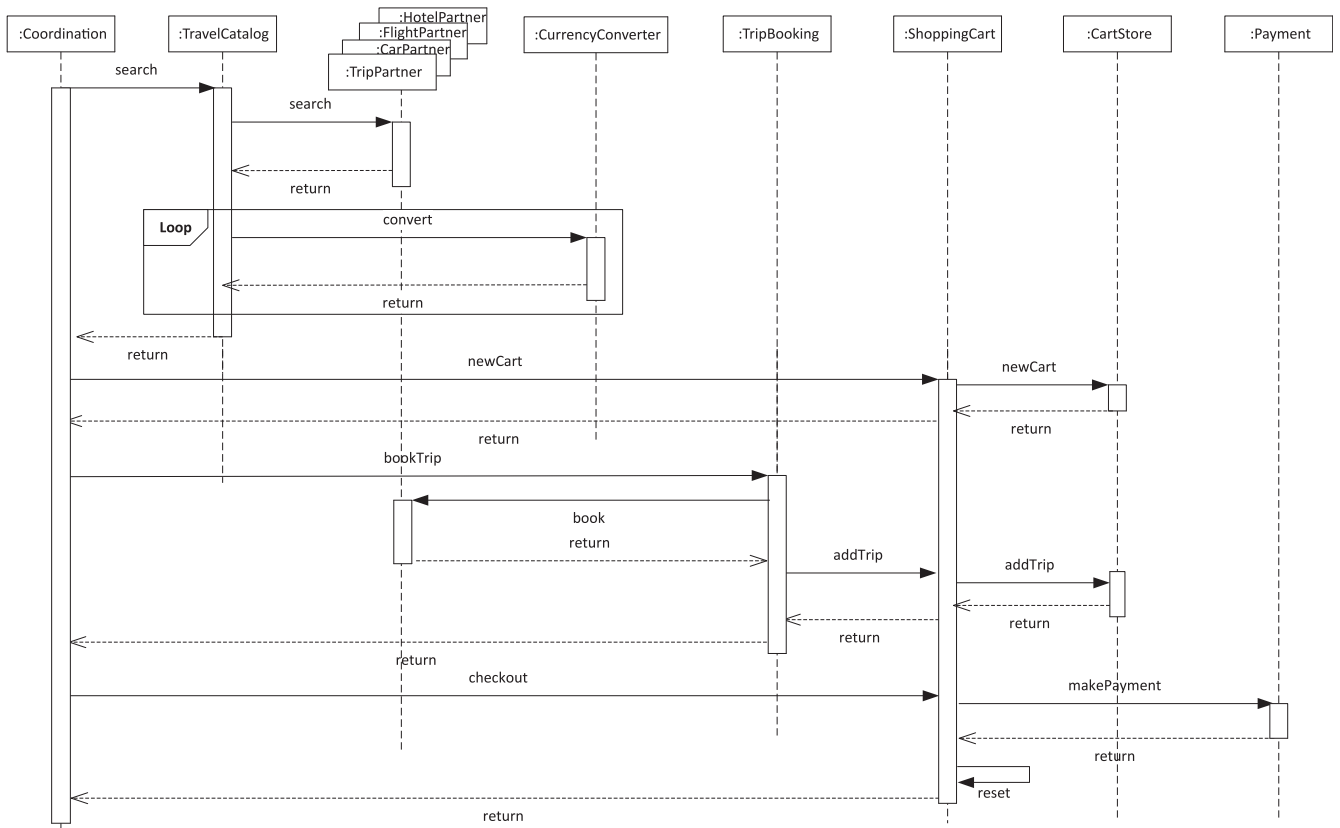 :HotelPartner
:FlightPartner
:CarPartner
:TripPartner
:Coordination
:TravelCatalog
:CurrencyConverter
:TripBooking
:ShoppingCart
:CartStore
:Payment
search
search
return
Loop
convert
return
return
newCart
newCart
return
return
bookTrip
book
return
addTrip
addTrip
return
return
return
checkout
makePayment
return
reset
return